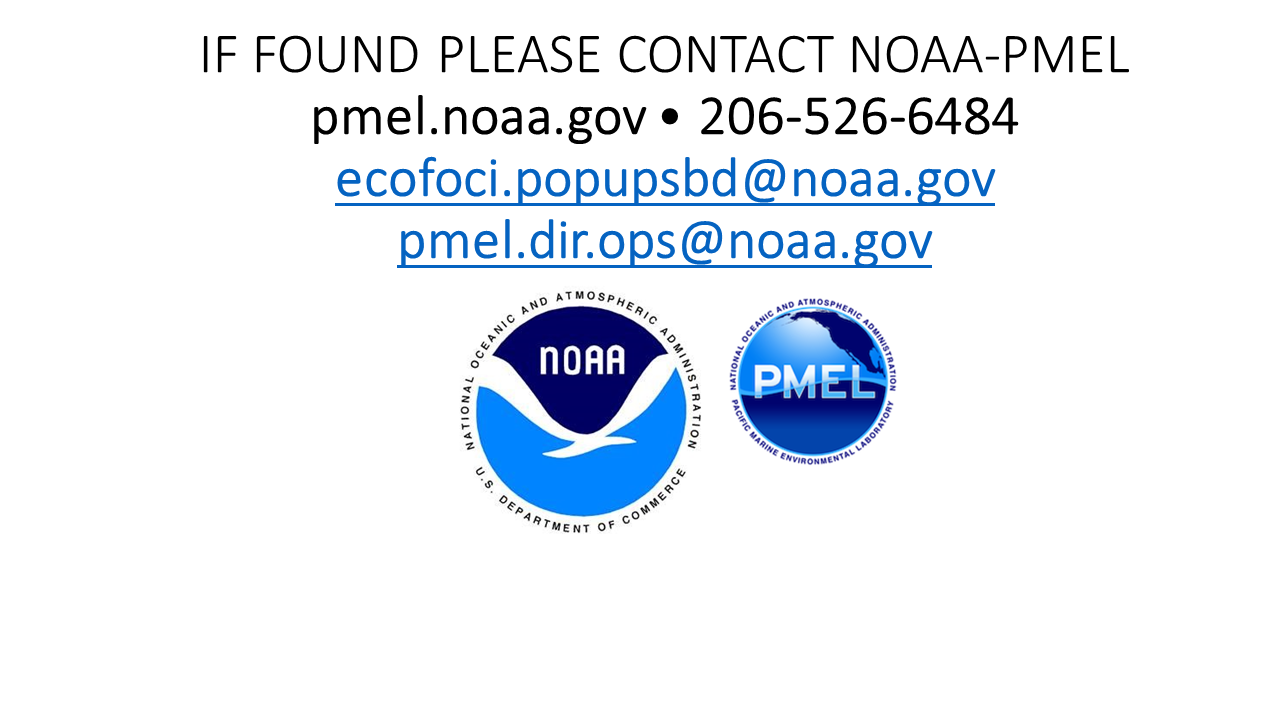 IF FOUND PLEASE CONTACT NOAA-PMEL
pmel.noaa.gov • 206-526-6484
ecofoci.popupsbd@noaa.gov
pmel.dir.ops@noaa.gov
NATIONAL OCEANIC AND ATMOSPHERIC ADMINISTRATION
NOAA
U.S. DEPARTMENT OF COMMERCE
NATIONAL OCEANIC AND ATMOSPHERIC ADMINISTRATION
PMEL
PACIFIC MARINE ENVIRONMENTAL LABORATORY